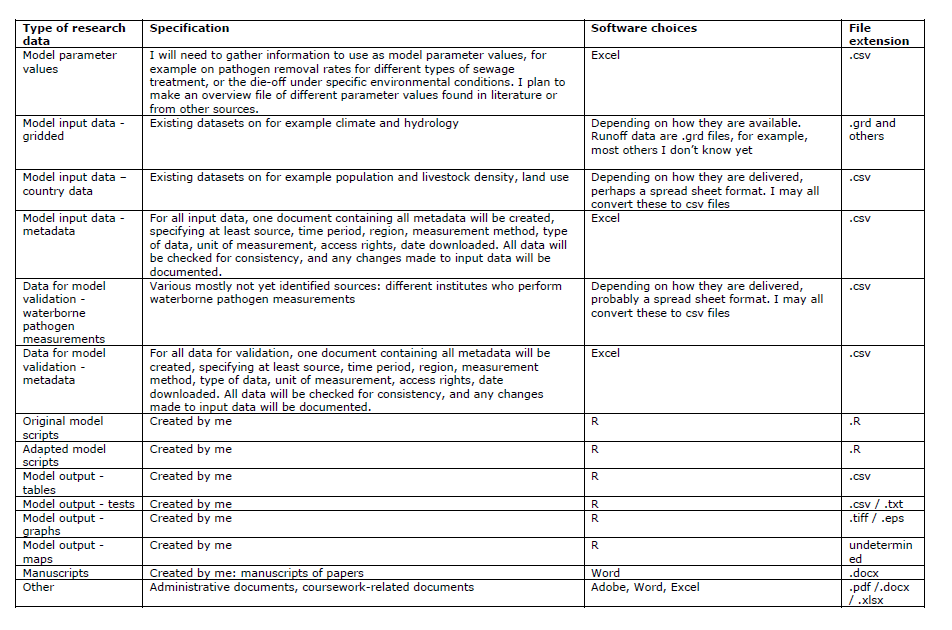 Type of research data
Specification
Software choices
File extension
Model parameter values
I will need to gather information to use as model parameter values, for
example on pathogen removal rates for different types of sewage
treatment, or the die-off under specific environmental conditions. I plan to
make an overview file of different parameter values found in literature or
from other sources.
Excel
.csv
Model input data -
gridded
Existing datasets on for example climate and hydrology
Depending on how they are available.
Runoff data are .grd files, for example,
most others I don't know yet
.grd and
others
Model input data –
country data
Existing datasets on for example population and livestock density, land use
Depending on how they are delivered,
perhaps a spread sheet format. I may all
convert these to csv files
.csv
Model input data -
metadata
For all input data, one document containing all metadata will be created,
specifying at least source, time period, region, measurement method, type
of data, unit of measurement, access rights, date downloaded. All data will
be checked for consistency, and any changes made to input data will be
documented.
Excel
.csv
Data for model
validation -
waterborne
pathogen
measurements
Various mostly not yet identified sources: different institutes who perform
waterborne pathogen measurements
Depending on how they are delivered,
probably a spread sheet format. I may all
convert these to csv files
.csv
Data for model
validation -
metadata
For all data for validation, one document containing all metadata will be
created, specifying at least source, time period, region, measurement
method, type of data, unit of measurement, access rights, date
downloaded. All data will be checked for consistency, and any changes
made to input data will be documented.
Excel
.csv
Original model
scripts
Created by me
R
.R
Adapted model
scripts
Created by me
R
.R
Model output -
tables
Created by me
R
.csv
Model output - tests
Created by me
R
.csv / .txt
Model output -
graphs
Created by me
R
.tiff / .eps
Model output -
maps
Created by me
R
undetermin
ed
Manuscripts
Created by me: manuscripts of papers
Word
.docx
Other
Administrative documents, coursework-related documents
Adobe, Word, Excel
.pdf /.docx
/ .xlsx